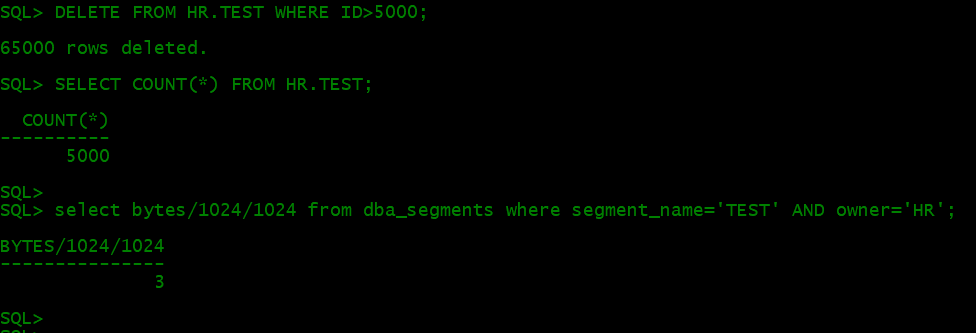 SQL> DELETE FROM HR.TEST WHERE ID>5000;
65000 rows deleted.
SQL> SELECT COUNT(*) FROM HR.TEST;
COUNT(*)
----------
5000
SQL>
SQL> select bytes/1024/1024 from dba_segments where segment_name='TEST' AND owner='HR';
BYTES/1024/1024
---------------
3
SQL>